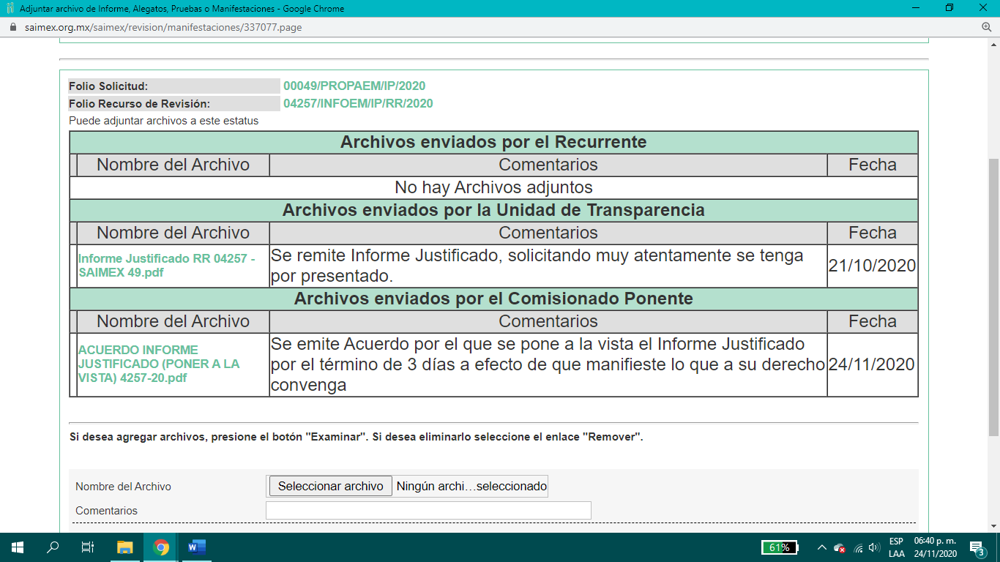 Adjuntar archivo de Informe, Alegatos, Pruebas o Manifestaciones - Google Chrome
saimex.org.mx/saimex/revision/manifestaciones/337077.page
Folio Solicitud: 00049/PROPAEM/IP/2020
Folio Recurso de Revisión: 04257/INFOEM/IP/RR/2020
Puede adjuntar archivos a este estatus
Archivos enviados por el Recurrente
Nombre del Archivo Comentarios Fecha
No hay Archivos adjuntos
Archivos enviados por la Unidad de Transparencia
Nombre del Archivo Comentarios Fecha
Informe Justificado RR 04257 -
SAIMEX 49.pdf
Se remite Informe Justificado, solicitando muy atentamente se tenga
por presentado.
21/10/2020
Archivos enviados por el Comisionado Ponente
Nombre del Archivo Comentarios Fecha
ACUERDO INFORME
JUSTIFICADO (PONER A LA
VISTA) 4257-20.pdf
Se emite Acuerdo por el que se pone a la vista el Informe Justificado
por el término de 3 días a efecto de que manifieste lo que a su derecho
convenga
24/11/2020
Si desea agregar archivos, presione el botón "Examinar". Si desea eliminarlo seleccione el enlace "Remover".
Nombre del Archivo Seleccionar archivo Ningún archi…seleccionado
Comentarios
61% ESP 06:40 p. m.
LAA 24/11/2020 3